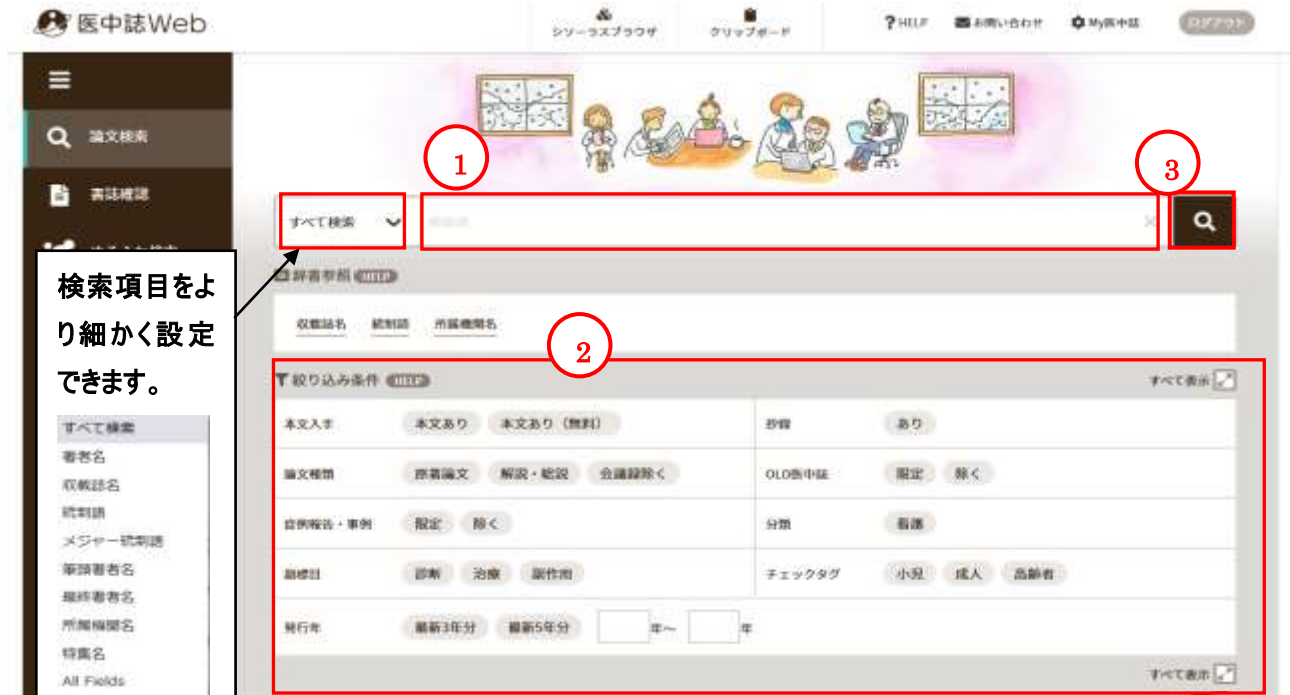 医中誌Web
シソーラスブラウザ
クリップボード
?HELP
お問い合わせ
My医中誌
ログアウト
論文検索
書誌確認
1
3
すべて検索
検索項目をよ
り細かく設定
できます。
すべて検索
著者名
収載誌名
統制語
メジャー統制語
筆頭著者名
最終著者名
所属機関名
特集名
All Fields
辞書参照 HELP
収載誌名 統制語 所属機関名
2
絞り込み条件 HELP
すべて表示
本文入手 本文あり 本文あり（無料） 抄録 あり
論文種類 原著論文 解説・総説 会議録除く OLD医中誌 限定 除く
症例報告・事例 限定 除く 分類 看護
副標目 診断 治療 副作用 チェックタグ 小児 成人 高齢者
発行年 最新3年分 最新5年分 年～ 年
すべて表示